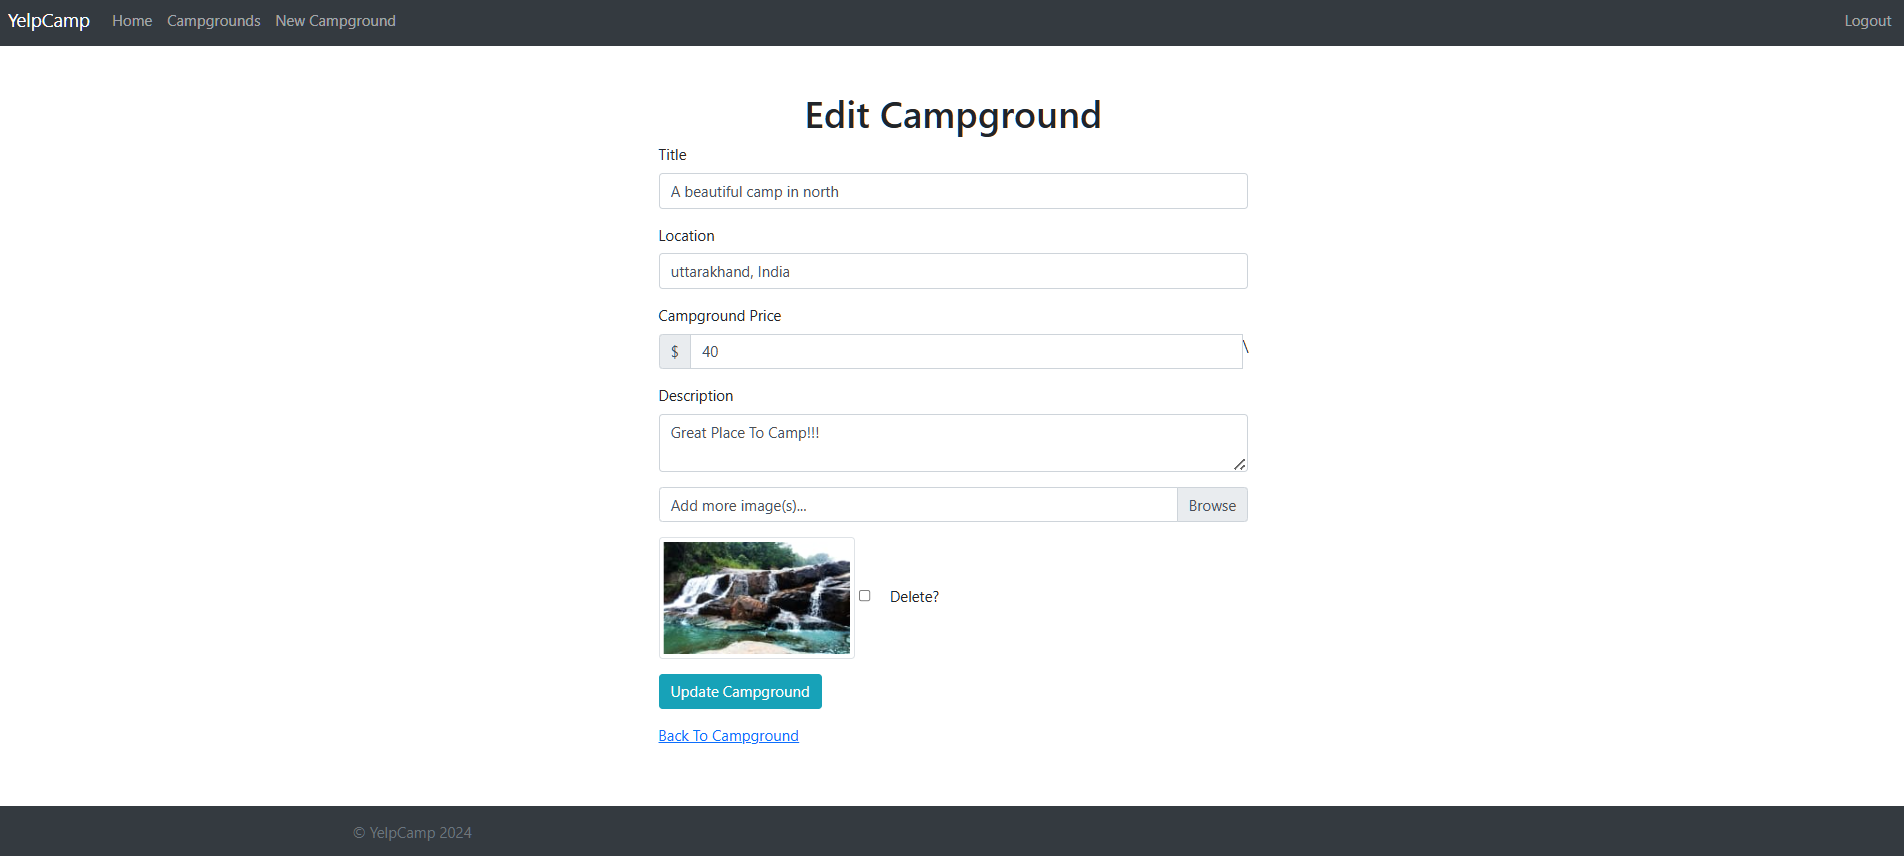 YelpCamp Home Campgrounds New Campground Logout
Edit Campground
Title
A beautiful camp in north
Location
uttarakhand, India
Campground Price
$ 40 \
Description
Great Place To Camp!!!
Add more image(s)... Browse
Delete?
Update Campground
Back To Campground
© YelpCamp 2024